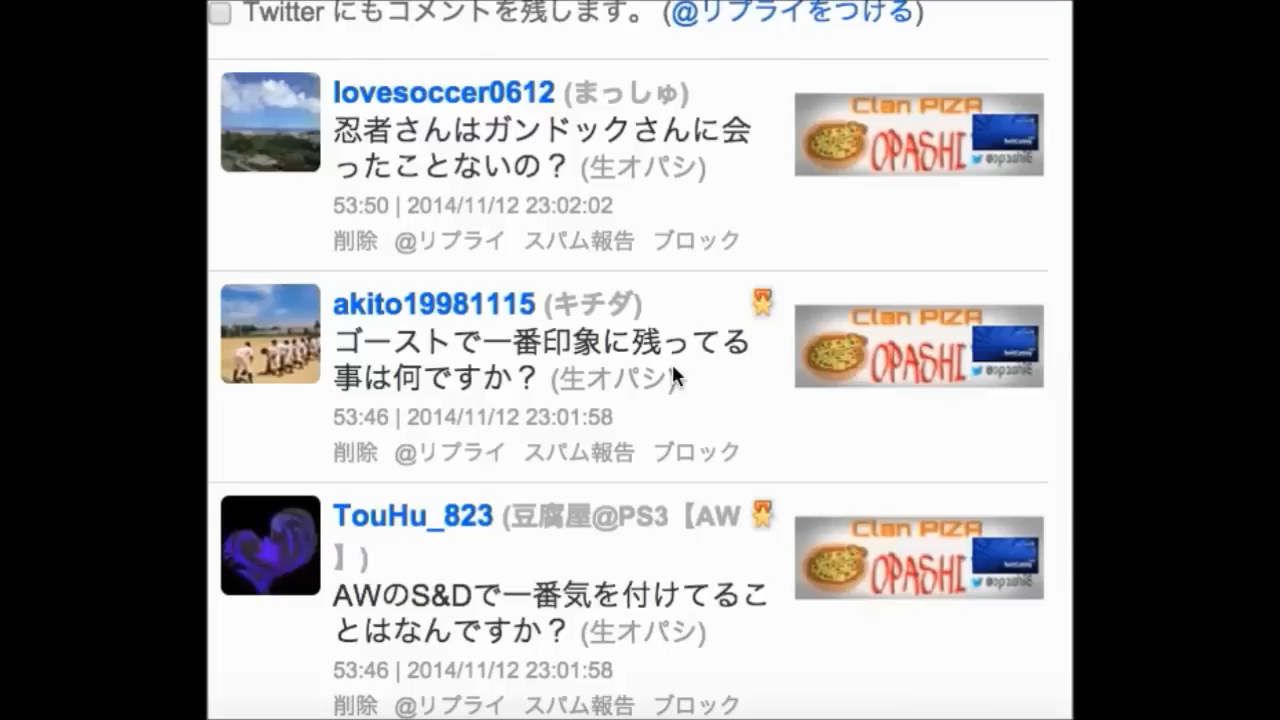 Twitter にもコメントを残します。 (@リプライをつける)
lovesoccer0612 (まっしゅ)
忍者さんはガンドックさんに会
ったことないの？ (生オパシ)
53:50 | 2014/11/12 23:02:02
削除 @リプライ スパム報告 ブロック
Clan PIZA
OPASHI
akito19981115 (キチダ)
ゴーストで一番印象に残ってる
事は何ですか？ (生オパシ)
53:46 | 2014/11/12 23:01:58
削除 @リプライ スパム報告 ブロック
Clan PIZA
OPASHI
TouHu_823 (豆腐屋@PS3【AW
】)
AWのS&Dで一番気を付けてるこ
とはなんですか？ (生オパシ)
53:46 | 2014/11/12 23:01:58
削除 @リプライ スパム報告 ブロック
Clan PIZA
OPASHI